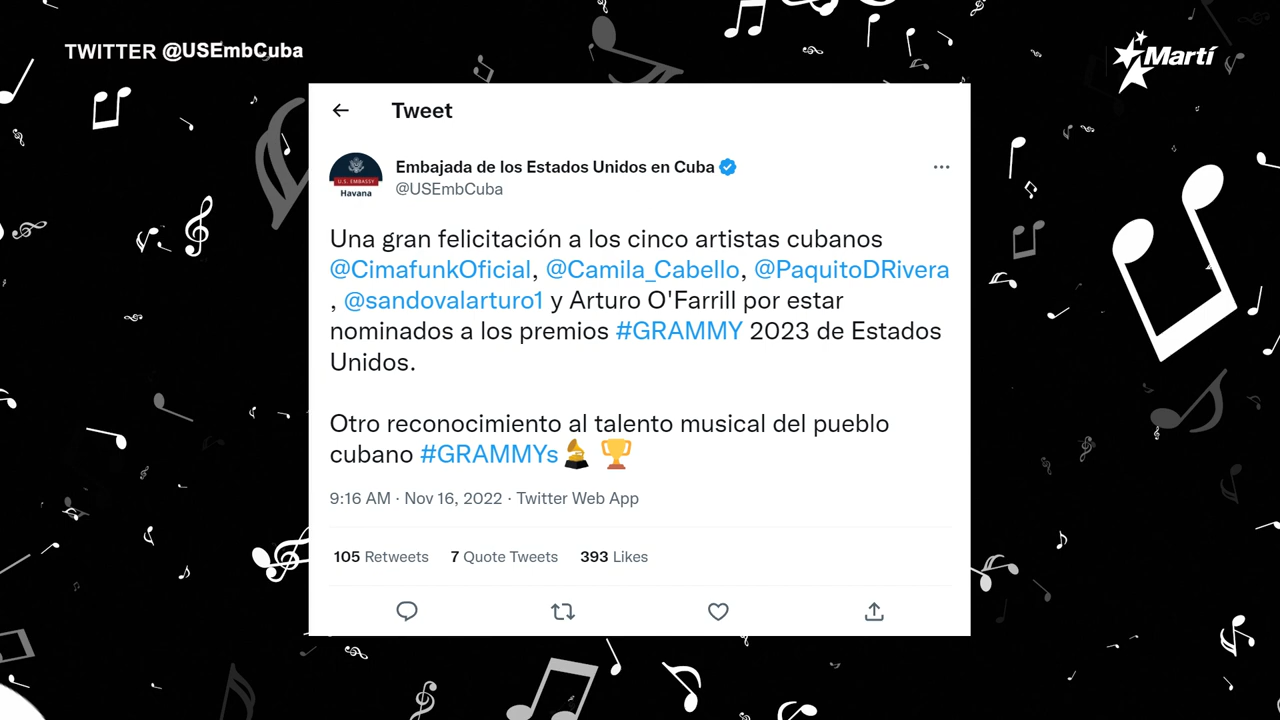 TWITTER @USEmbCuba
Martí
Tweet
Embajada de los Estados Unidos en Cuba
@USEmbCuba
U.S. EMBASSY
Havana
Una gran felicitación a los cinco artistas cubanos
@CimafunkOficial, @Camila_Cabello, @PaquitoDRivera
, @sandovalarturo1 y Arturo O'Farrill por estar
nominados a los premios #GRAMMY 2023 de Estados
Unidos.
Otro reconocimiento al talento musical del pueblo
cubano #GRAMMYs
9:16 AM · Nov 16, 2022 · Twitter Web App
105 Retweets 7 Quote Tweets 393 Likes